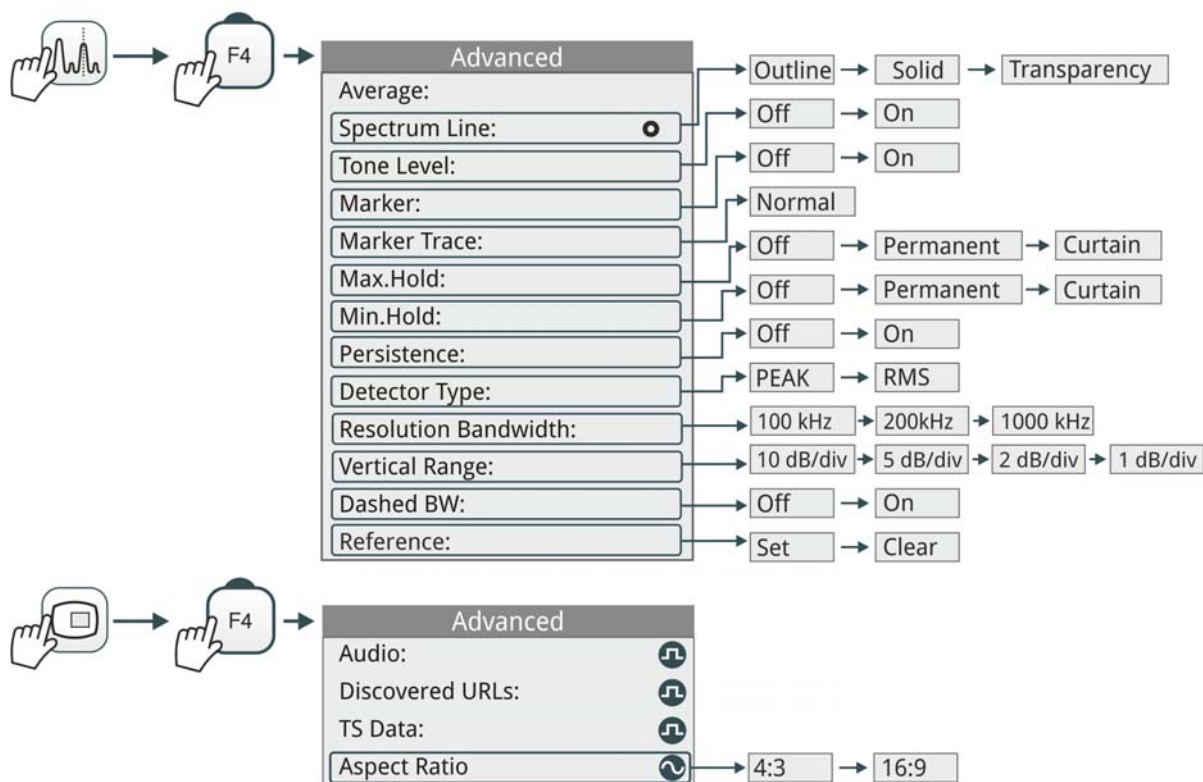 F4
Advanced
Average:
Spectrum Line: Outline Solid Transparency
Tone Level: Off On
Marker: Off On
Marker Trace: Normal
Max.Hold: Off Permanent Curtain
Min.Hold: Off Permanent Curtain
Persistence: Off On
Detector Type: PEAK RMS
Resolution Bandwidth: 100 kHz 200kHz 1000 kHz
Vertical Range: 10 dB/div 5 dB/div 2 dB/div 1 dB/div
Dashed BW: Off On
Reference: Set Clear
F4
Advanced
Audio:
Discovered URLs:
TS Data:
Aspect Ratio 4:3 16:9